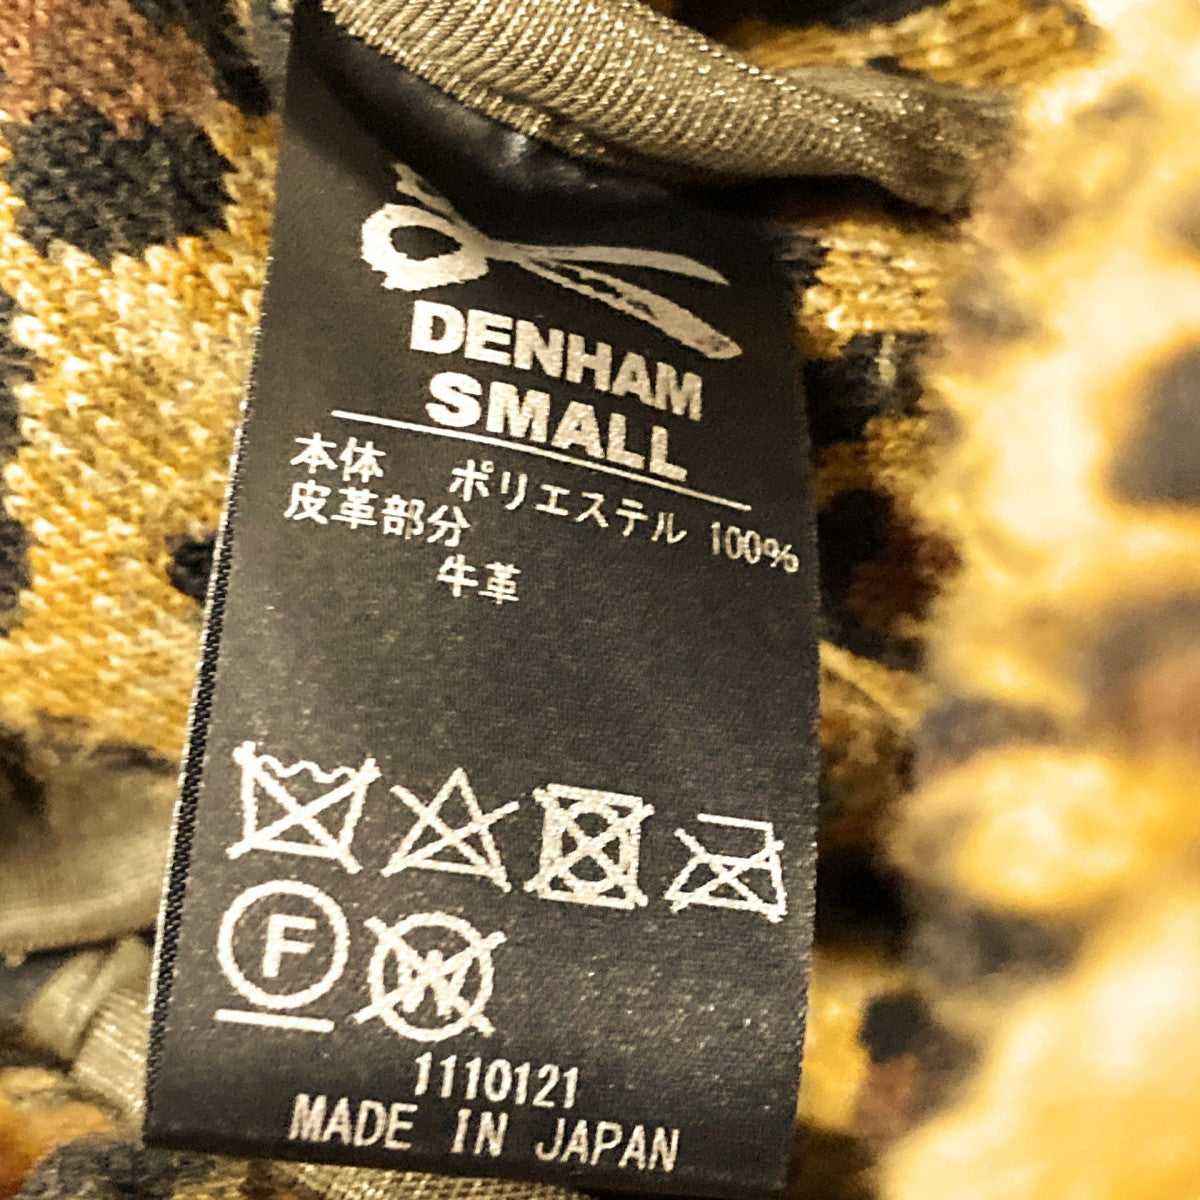 DENHAM
SMALL
本体 ポリエステル 100%
皮革部分
牛革
F W
1110121
MADE IN JAPAN